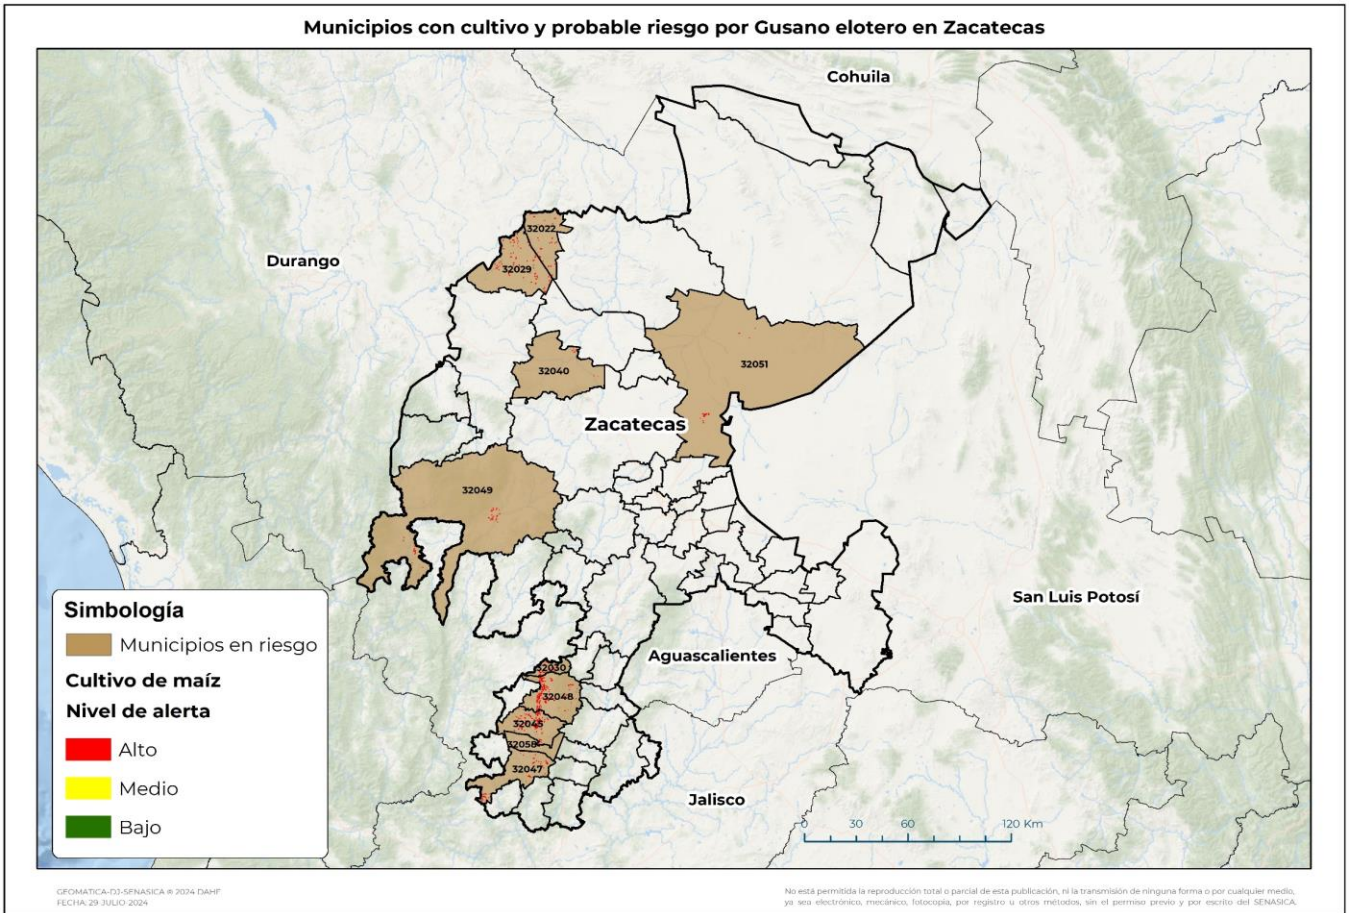 Municipios con cultivo y probable riesgo por Gusano elotero en Zacatecas
Cohuila
Durango
32022
32029
32040
32051
Zacatecas
32049
San Luis Potosí
Aguascalientes
32030
32048
32045
32058
32047
Jalisco
Simbología
Municipios en riesgo
Cultivo de maíz
Nivel de alerta
Alto
Medio
Bajo
0 30 60 120 Km
GEOMATICA-DJ-SENASICA ® 2024 DAHF
FECHA: 29 JULIO 2024
No está permitida la reproducción total o parcial de esta publicación, ni la transmisión de ninguna forma o por cualquier medio,
ya sea electrónico, mecánico, fotocopia, por registro u otros métodos, sin el permiso previo y por escrito del SENASICA.